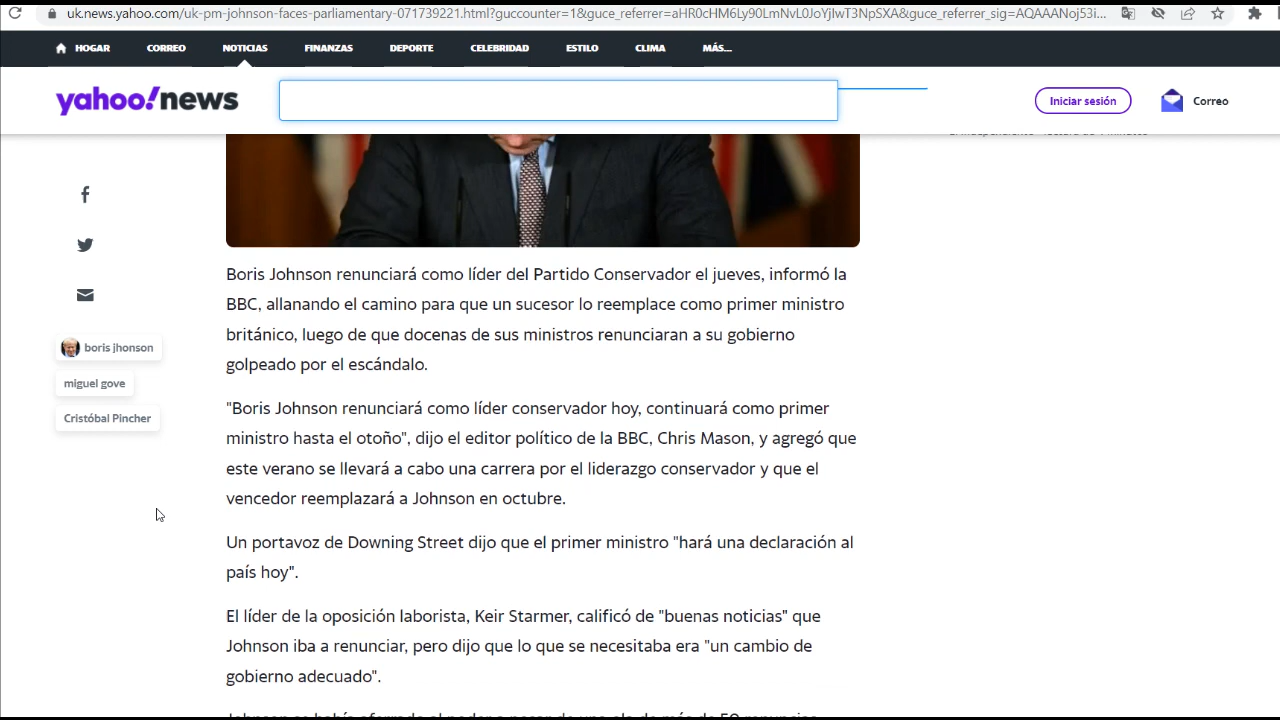 uk.news.yahoo.com/uk-pm-johnson-faces-parliamentary-071739221.html?guccounter=1&guce_referrer=aHR0cHM6Ly90LmNvL0JoYjIwT3NpSXA&guce_referrer_sig=AQAAANoj53i...
HOGAR CORREO NOTICIAS FINANZAS DEPORTE CELEBRIDAD ESTILO CLIMA MÁS...
yahoo!news Iniciar sesión Correo
boris jhonson
miguel gove
Cristóbal Pincher
Boris Johnson renunciará como líder del Partido Conservador el jueves, informó la
BBC, allanando el camino para que un sucesor lo reemplace como primer ministro
británico, luego de que docenas de sus ministros renunciaran a su gobierno
golpeado por el escándalo.
"Boris Johnson renunciará como líder conservador hoy, continuará como primer
ministro hasta el otoño", dijo el editor político de la BBC, Chris Mason, y agregó que
este verano se llevará a cabo una carrera por el liderazgo conservador y que el
vencedor reemplazará a Johnson en octubre.
Un portavoz de Downing Street dijo que el primer ministro "hará una declaración al
país hoy".
El líder de la oposición laborista, Keir Starmer, calificó de "buenas noticias" que
Johnson iba a renunciar, pero dijo que lo que se necesitaba era "un cambio de
gobierno adecuado".